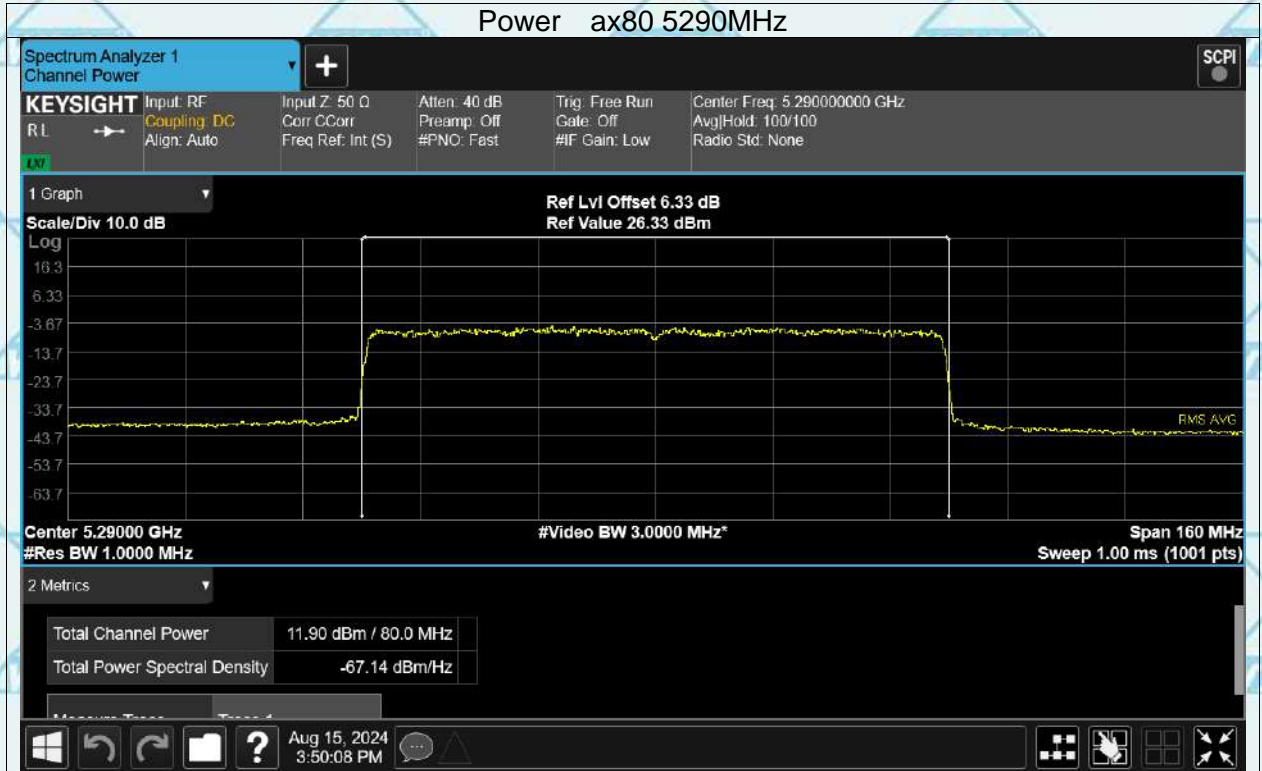 Power ax80 5290MHz
Spectrum Analyzer 1
Channel Power
+
SCPI
KEYSIGHT Input: RF Input Z: 50 Ω Atten: 40 dB Trig: Free Run Center Freq: 5.290000000 GHz
RL Coupling: DC Corr CCorr Preamp: Off Gate: Off Avg|Hold: 100/100
Align: Auto Freq Ref: Int (S) #PNO: Fast #IF Gain: Low Radio Std: None
LXI
1 Graph
Ref Lvl Offset 6.33 dB
Scale/Div 10.0 dB Ref Value 26.33 dBm
Log
16.3
6.33
-3.67
-13.7
-23.7
-33.7
RMS AVG
-43.7
-53.7
-63.7
Center 5.29000 GHz #Video BW 3.0000 MHz* Span 160 MHz
#Res BW 1.0000 MHz Sweep 1.00 ms (1001 pts)
2 Metrics
Total Channel Power 11.90 dBm / 80.0 MHz
Total Power Spectral Density -67.14 dBm/Hz
? Aug 15, 2024
3:50:08 PM